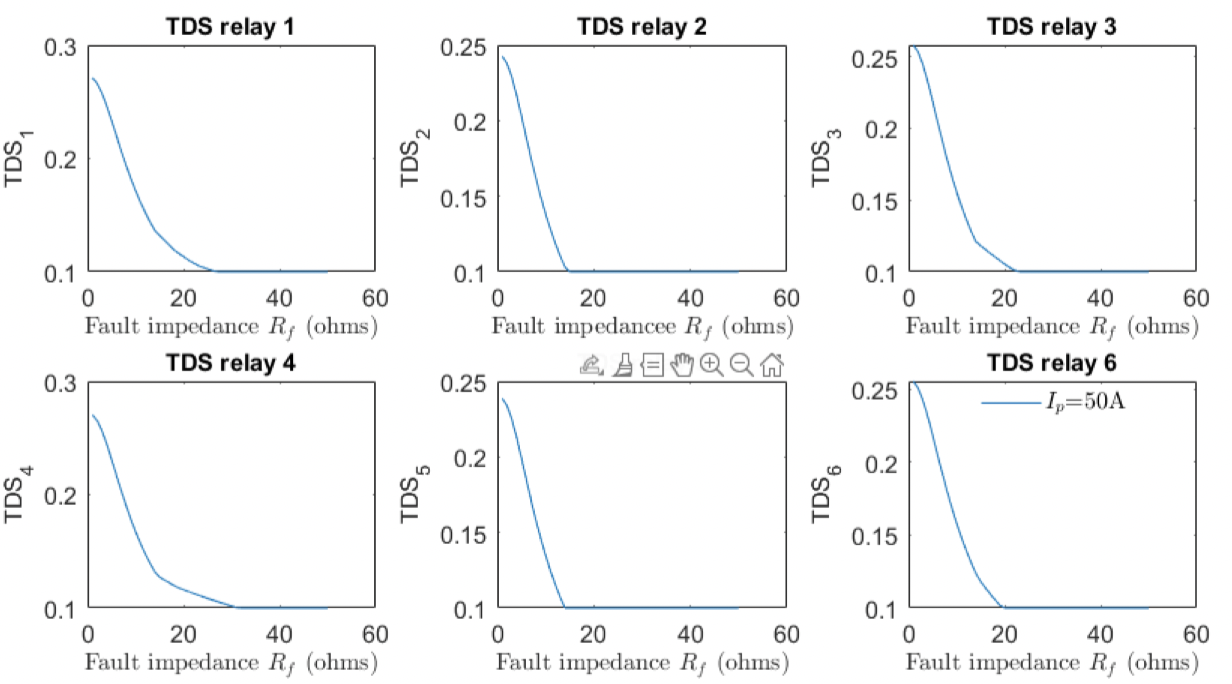 TDS relay 1
0.3
0.2
0.1
TDS1
0 20 40 60
Fault impedance Rf (ohms)
TDS relay 2
0.25
0.2
0.15
0.1
TDS2
0 20 40 60
Fault impedancee Rf (ohms)
TDS relay 3
0.25
0.2
0.15
0.1
TDS3
0 20 40 60
Fault impedance Rf (ohms)
TDS relay 4
0.3
0.2
0.1
TDS4
0 20 40 60
Fault impedance Rf (ohms)
0.25
0.2
0.15
0.1
TDS5
0 20 40 60
Fault impedance Rf (ohms)
TDS relay 6
Ip=50A
0.25
0.2
0.15
0.1
TDS6
0 20 40 60
Fault impedance Rf (ohms)